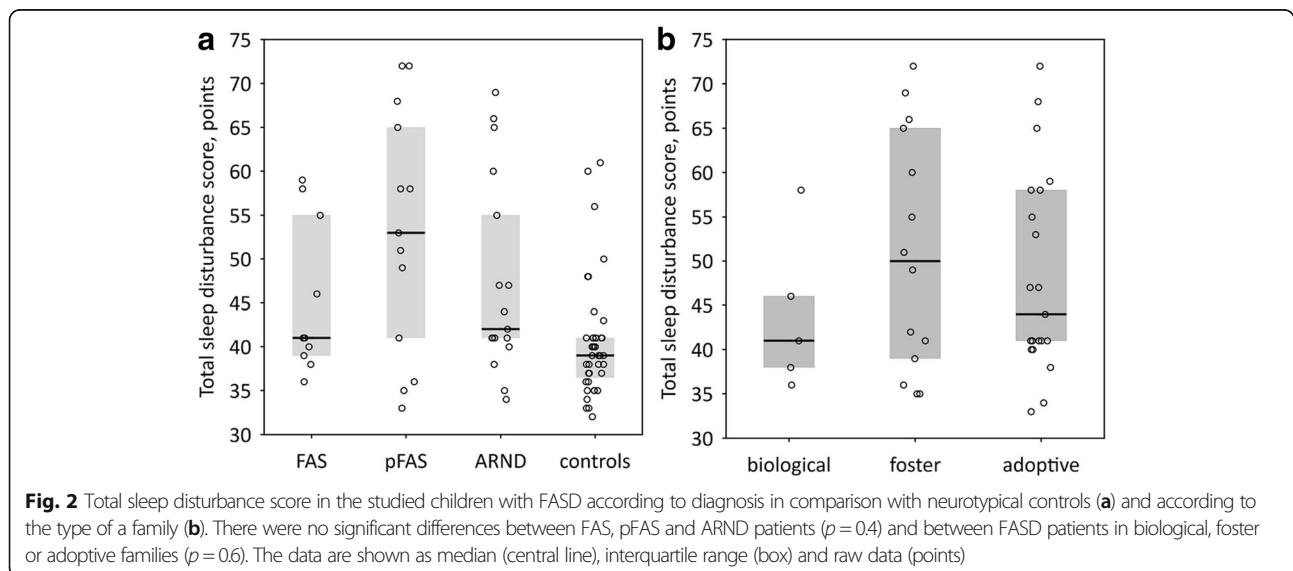 a
b
75
70
65
60
55
50
45
40
35
30
Total sleep disturbance score, points
FAS pFAS ARND controls
75
70
65
60
55
50
45
40
35
30
Total sleep disturbance score, points
biological foster adoptive
Fig. 2 Total sleep disturbance score in the studied children with FASD according to diagnosis in comparison with neurotypical controls (a) and according to
the type of a family (b). There were no significant differences between FAS, pFAS and ARND patients (p = 0.4) and between FASD patients in biological, foster
or adoptive families (p = 0.6). The data are shown as median (central line), interquartile range (box) and raw data (points)